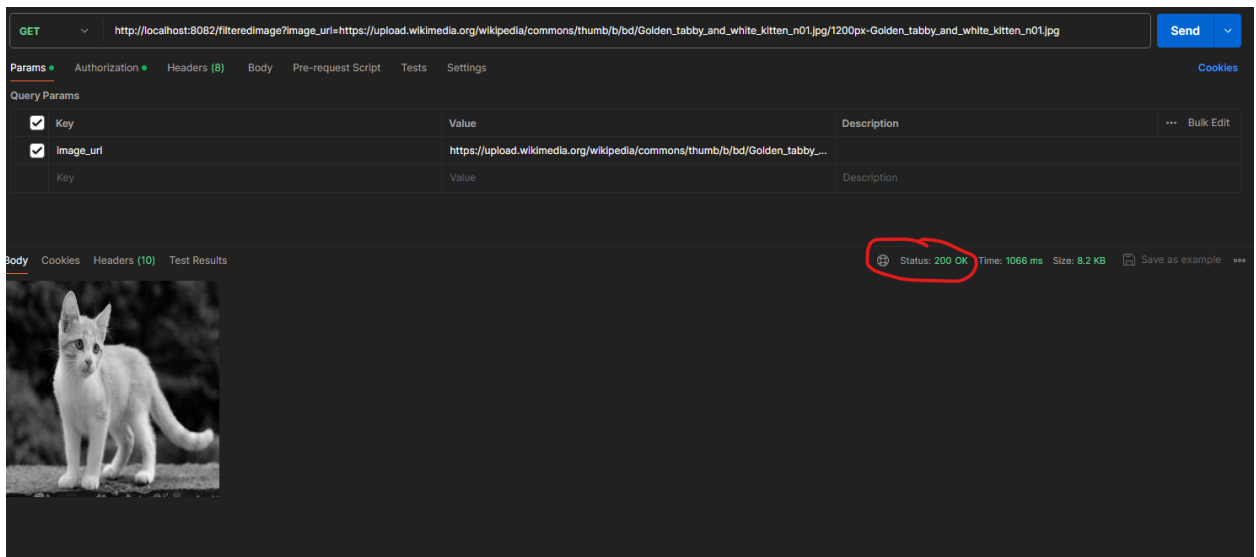 GET http://localhost:8082/filteredimage?image_url=https://upload.wikimedia.org/wikipedia/commons/thumb/b/bd/Golden_tabby_and_white_kitten_n01.jpg/1200px-Golden_tabby_and_white_kitten_n01.jpg Send
Params Authorization Headers (8) Body Pre-request Script Tests Settings Cookies
Query Params
Key Value Description ••• Bulk Edit
image_url https://upload.wikimedia.org/wikipedia/commons/thumb/b/bd/Golden_tabby_...
Key Value Description
Body Cookies Headers (10) Test Results Status: 200 OK Time: 1066 ms Size: 8.2 KB Save as example